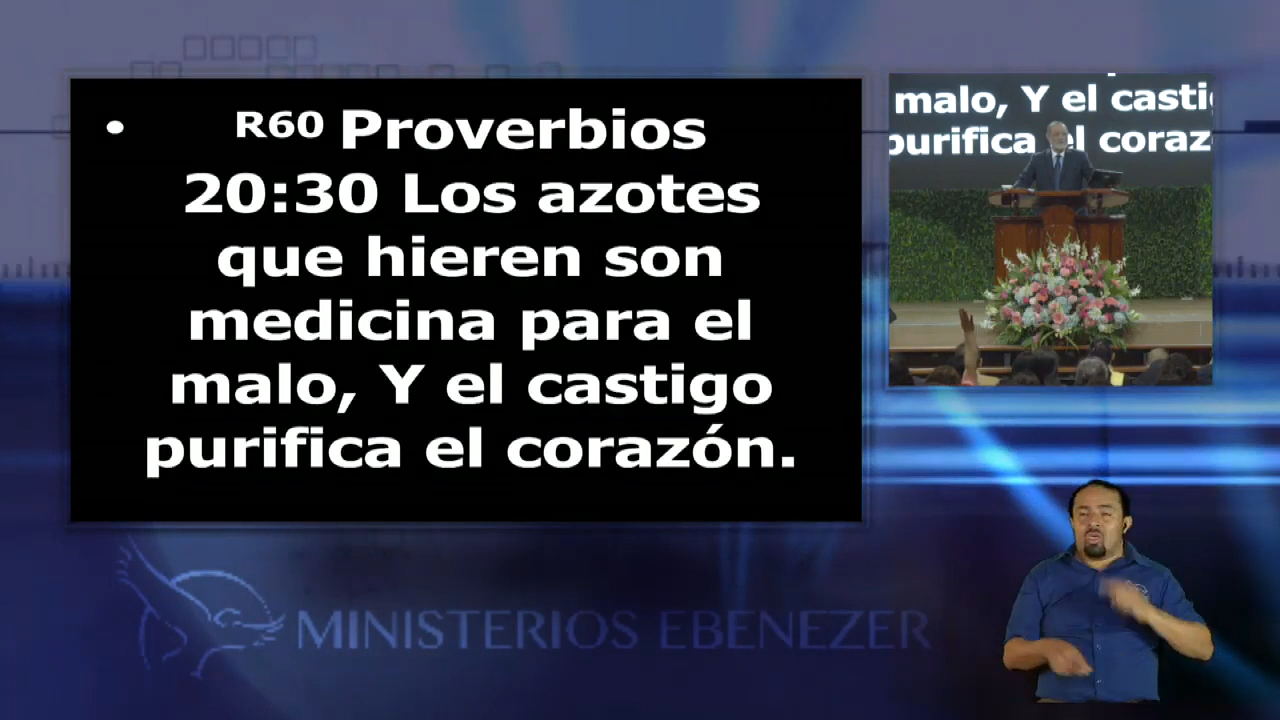 • R60 Proverbios
20:30 Los azotes
que hieren son
medicina para el
malo, Y el castigo
purifica el corazón.
malo, Y el casti
purifica el coraz
MINISTERIOS EBENEZER